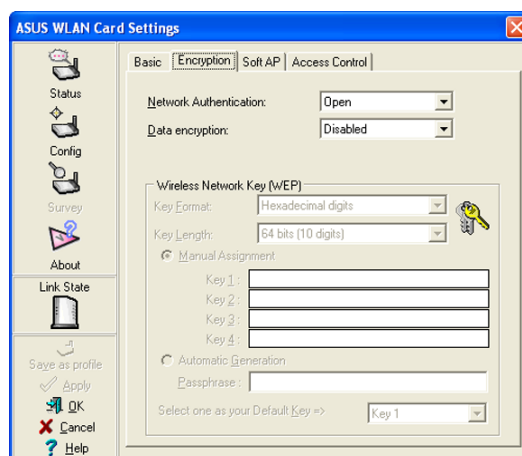 ASUS WLAN Card Settings
Status
Config
Survey
About
Link State
Save as profile
Apply
OK
Cancel
Help
Basic
Encryption
Soft AP
Access Control
Network Authentication:
Open
Data encryption:
Disabled
Wireless Network Key (WEP)
Key Format:
Hexadecimal digits
Key Length:
64 bits (10 digits)
Manual Assignment
Key 1 :
Key 2 :
Key 3 :
Key 4 :
Automatic Generation
Passphrase :
Select one as your Default Key =>
Key 1